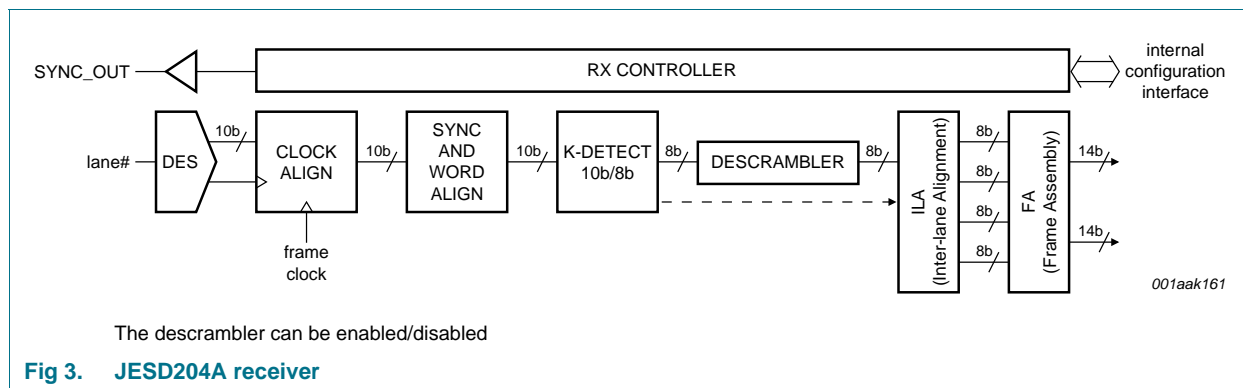 SYNC_OUT
RX CONTROLLER
internal
configuration
interface
lane#
DES
10b
CLOCK
ALIGN
frame
clock
10b
SYNC
AND
WORD
ALIGN
10b
K-DETECT
10b/8b
8b
DESCRAMBLER
8b
ILA
(Inter-lane Alignment)
8b
8b
8b
8b
FA
(Frame Assembly)
14b
14b
001aak161
The descrambler can be enabled/disabled
Fig 3. JESD204A receiver